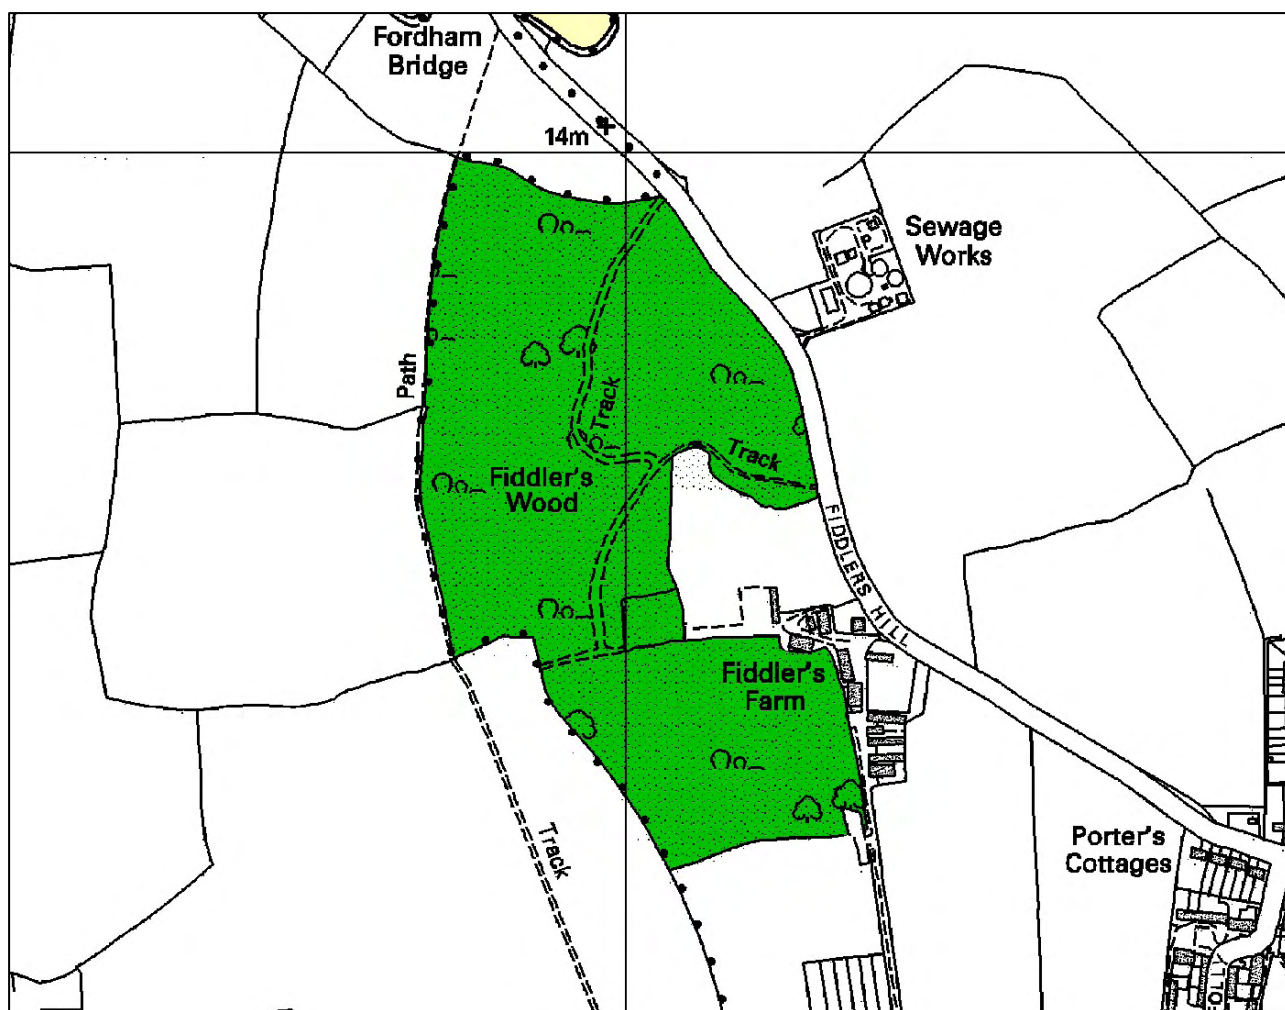 Fordham
Bridge
14m
Sewage
Works
P
Path
Track
Track
Fiddler's
Wood
FIDDLERS HILL
Fiddler's
Farm
Track
Porter's
Cottages